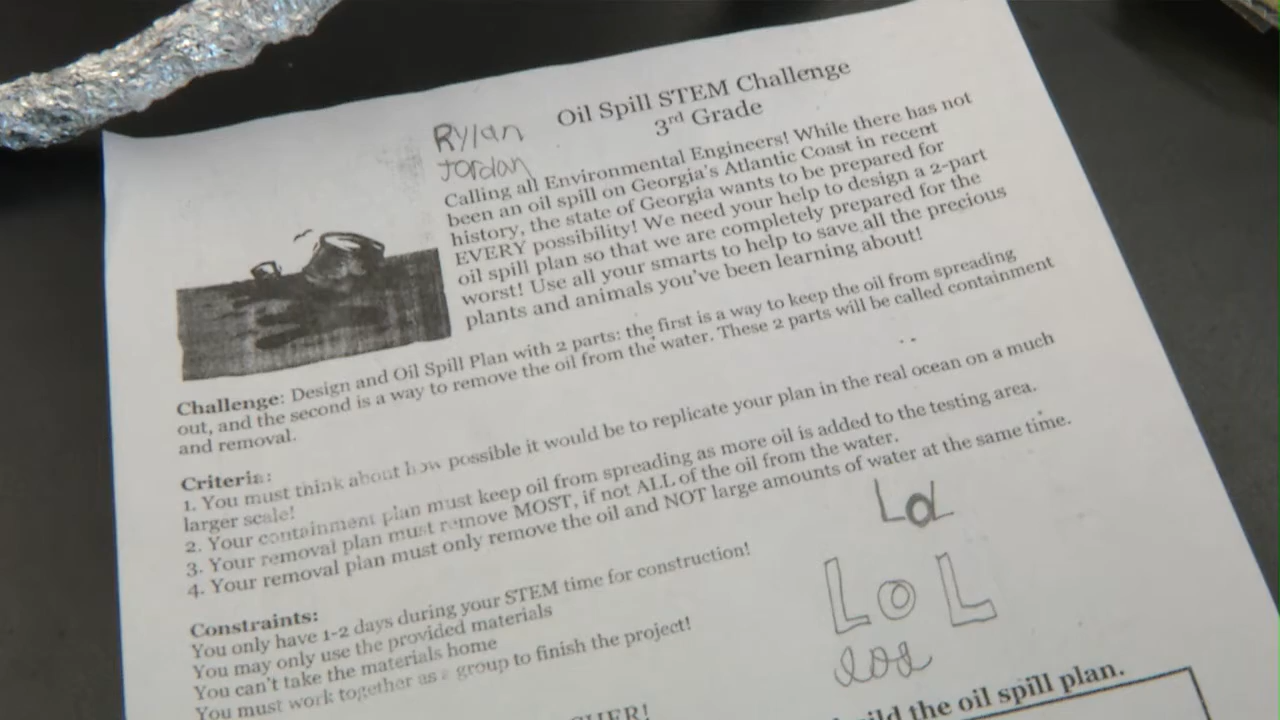 Oil Spill STEM Challenge
3rd Grade
Rylan
Jordan
Calling all Environmental Engineers! While there has not
been an oil spill on Georgia's Atlantic Coast in recent
history, the state of Georgia wants to be prepared for
EVERY possibility! We need your help to design a 2-part
oil spill plan so that we are completely prepared for the
worst! Use all your smarts to help to save all the precious
plants and animals you've been learning about!
Challenge: Design and Oil Spill Plan with 2 parts: the first is a way to keep the oil from spreading
out, and the second is a way to remove the oil from the water. These 2 parts will be called containment
and removal.
Criteria:
1. You must think about how possible it would be to replicate your plan in the real ocean on a much
larger scale!
2. Your containment plan must keep oil from spreading as more oil is added to the testing area.
3. Your removal plan must remove MOST, if not ALL of the oil from the water.
4. Your removal plan must only remove the oil and NOT large amounts of water at the same time.
LoL
LoL
lol
Constraints:
You only have 1-2 days during your STEM time for construction!
You may only use the provided materials
You can't take the materials home
You must work together as a group to finish the project!
the oil spill plan.